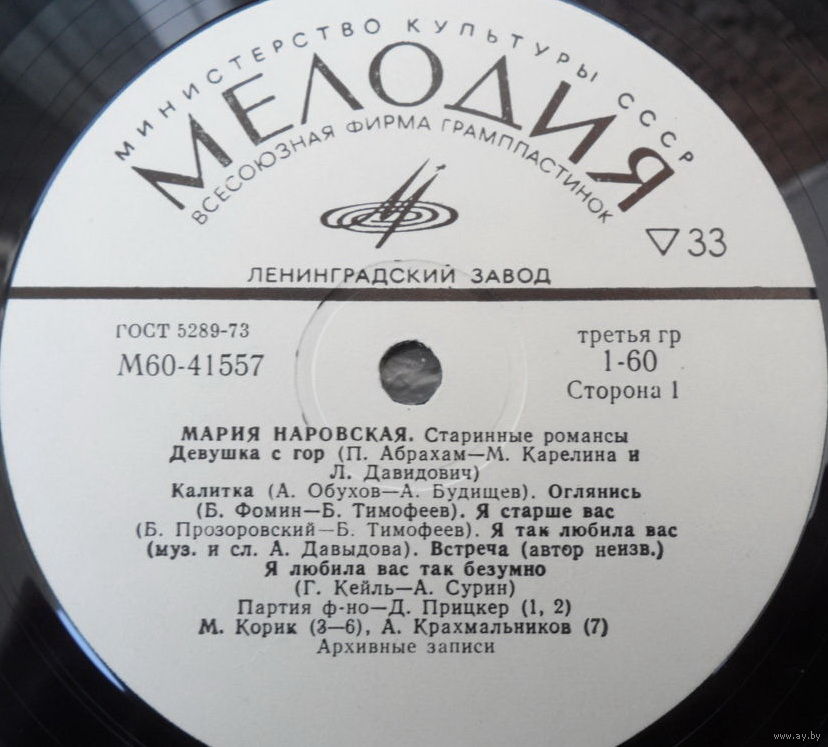 МИНИСТЕРСТВО КУЛЬТУРЫ СССР
МЕЛОДИЯ
ВСЕСОЮЗНАЯ ФИРМА ГРАМПЛАСТИНОК
▽33
ЛЕНИНГРАДСКИЙ ЗАВОД
ГОСТ 5289-73
М60-41557
третья гр
1-60
Сторона 1
МАРИЯ НАРОВСКАЯ. Старинные романсы
Девушка с гор (П. Абрахам—М. Карелина и
Л. Давидович)
Калитка (А. Обухов—А. Будищев). Оглянись
(Б. Фомин—Б. Тимофеев). Я старше вас
(Б. Прозоровский—Б. Тимофеев). Я так любила вас
(муз. и сл. А. Давыдова). Встреча (автор неизв.)
Я любила вас так безумно
(Г. Кейль—А. Сурин)
Партия ф-но—Д. Прицкер (1, 2)
М. Корик (3—6), А. Крахмальников (7)
Архивные записи
www.ay.by